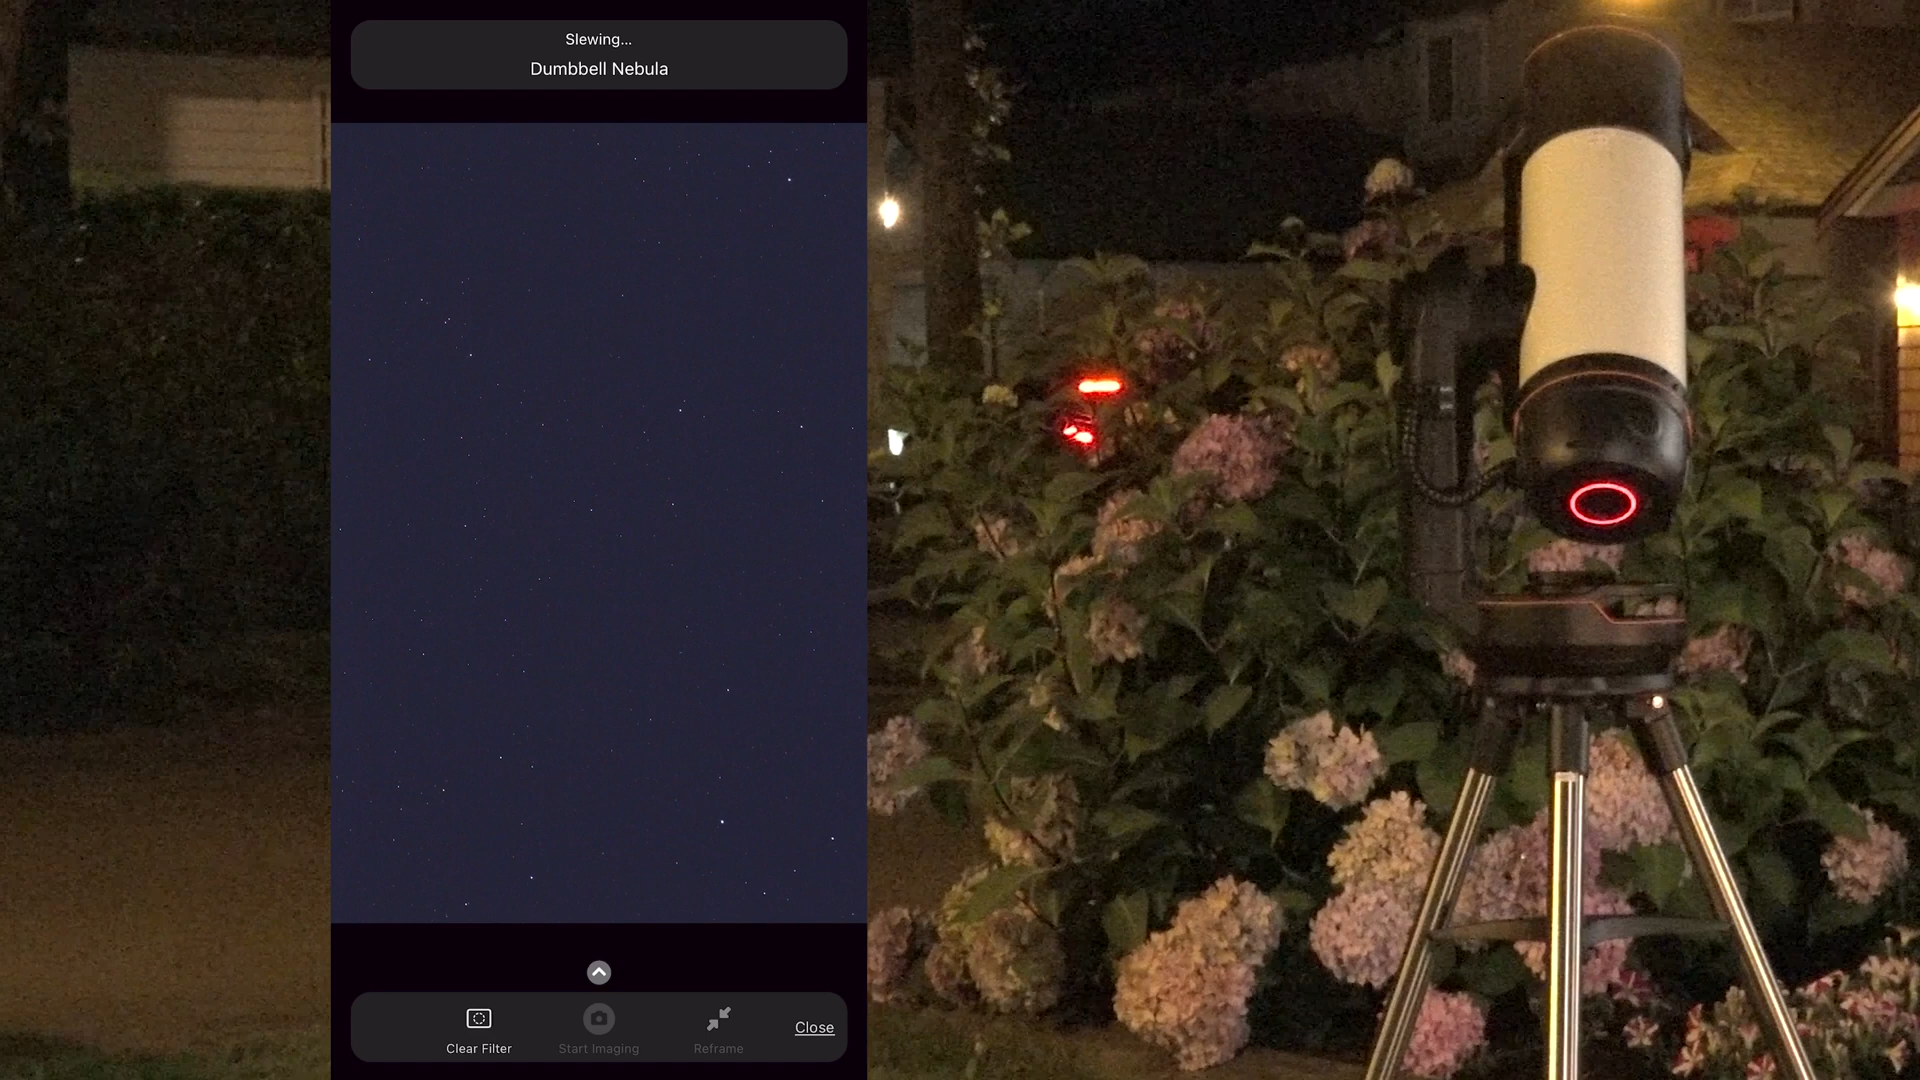 Slewing...
Dumbbell Nebula
Clear Filter
Start Imaging
Reframe
Close